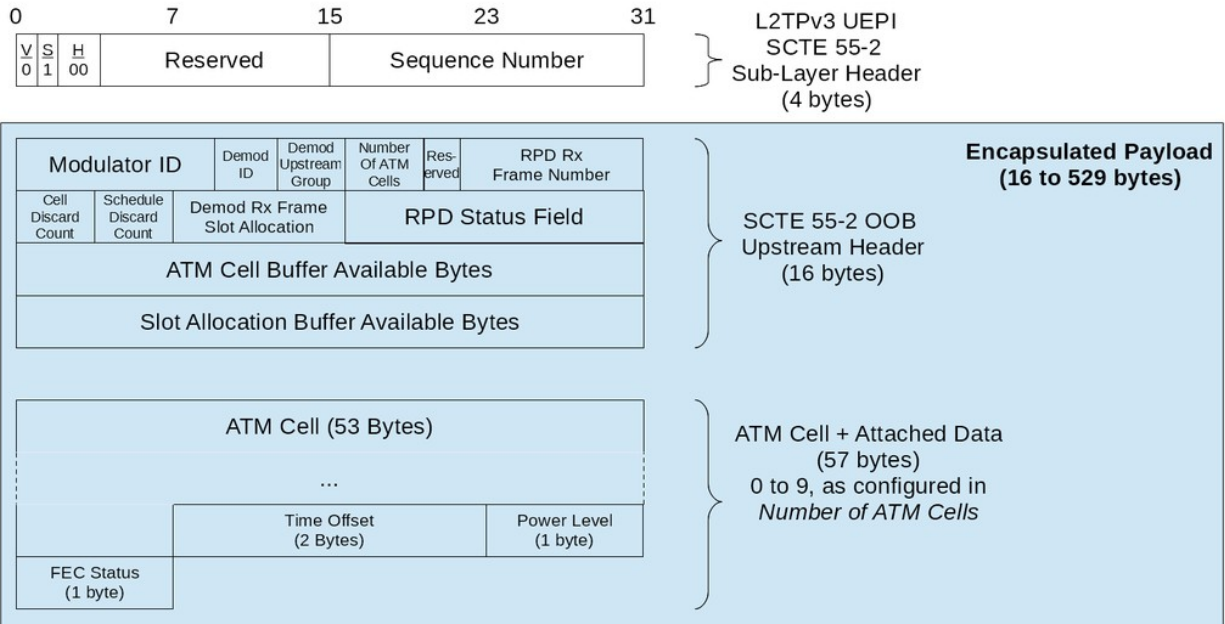 0 7 15 23 31
V S H
0 1 00
Reserved
Sequence Number
L2TPv3 UEPI
SCTE 55-2
Sub-Layer Header
(4 bytes)
Modulator ID
Demod
ID
Demod
Upstream
Group
Number
Of ATM
Cells
Res-
erved
RPD Rx
Frame Number
Cell
Discard
Count
Schedule
Discard
Count
Demod Rx Frame
Slot Allocation
RPD Status Field
ATM Cell Buffer Available Bytes
Slot Allocation Buffer Available Bytes
SCTE 55-2 OOB
Upstream Header
(16 bytes)
Encapsulated Payload
(16 to 529 bytes)
ATM Cell (53 Bytes)
...
Time Offset
(2 Bytes)
Power Level
(1 byte)
FEC Status
(1 byte)
ATM Cell + Attached Data
(57 bytes)
0 to 9, as configured in
Number of ATM Cells